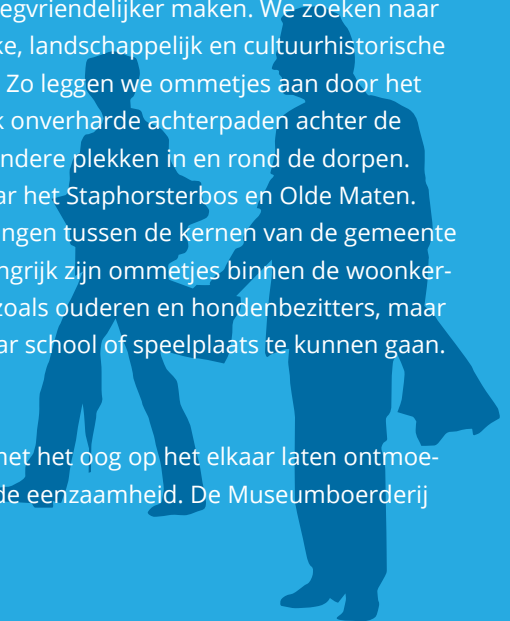 egvriendelijker maken. We zoeken naar
ke, landschappelijk en cultuurhistorische
Zo leggen we ommetjes aan door het
k onverharde achterpaden achter de
ndere plekken in en rond de dorpen.
ar het Staphorsterbos en Olde Maten.
ngen tussen de kernen van de gemeente
ngrijk zijn ommetjes binnen de woonker-
zoals ouderen en hondenbezitters, maar
ar school of speelplaats te kunnen gaan.
met het oog op het elkaar laten ontmoe-
de eenzaamheid. De Museumboerderij